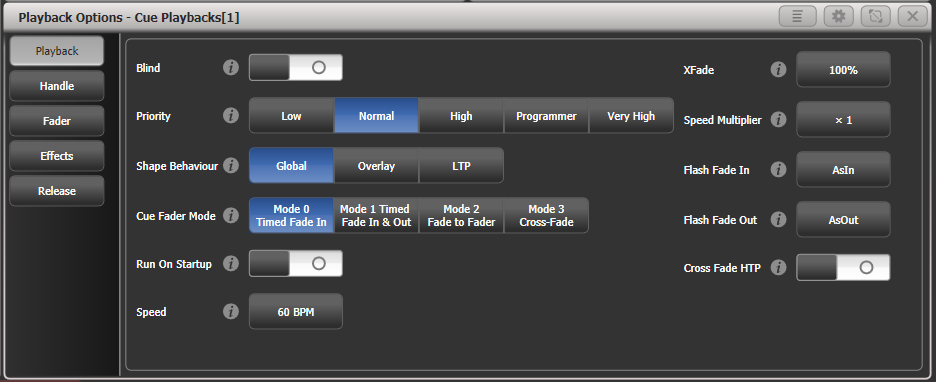 Playback Options - Cue Playbacks[1]
Playback
Handle
Fader
Effects
Release
Blind
Priority
Low
Normal
High
Programmer
Very High
Shape Behaviour
Global
Overlay
LTP
Cue Fader Mode
Mode 0
Timed Fade In
Mode 1 Timed
Fade In & Out
Mode 2
Fade to Fader
Mode 3
Cross-Fade
Run On Startup
Speed
60 BPM
XFade
100%
Speed Multiplier
× 1
Flash Fade In
AsIn
Flash Fade Out
AsOut
Cross Fade HTP